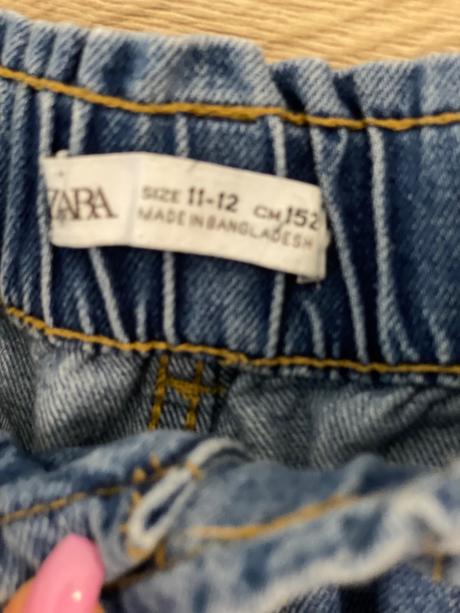 ZARA
SIZE 11-12 CM 152
MADE IN BANGLADESH